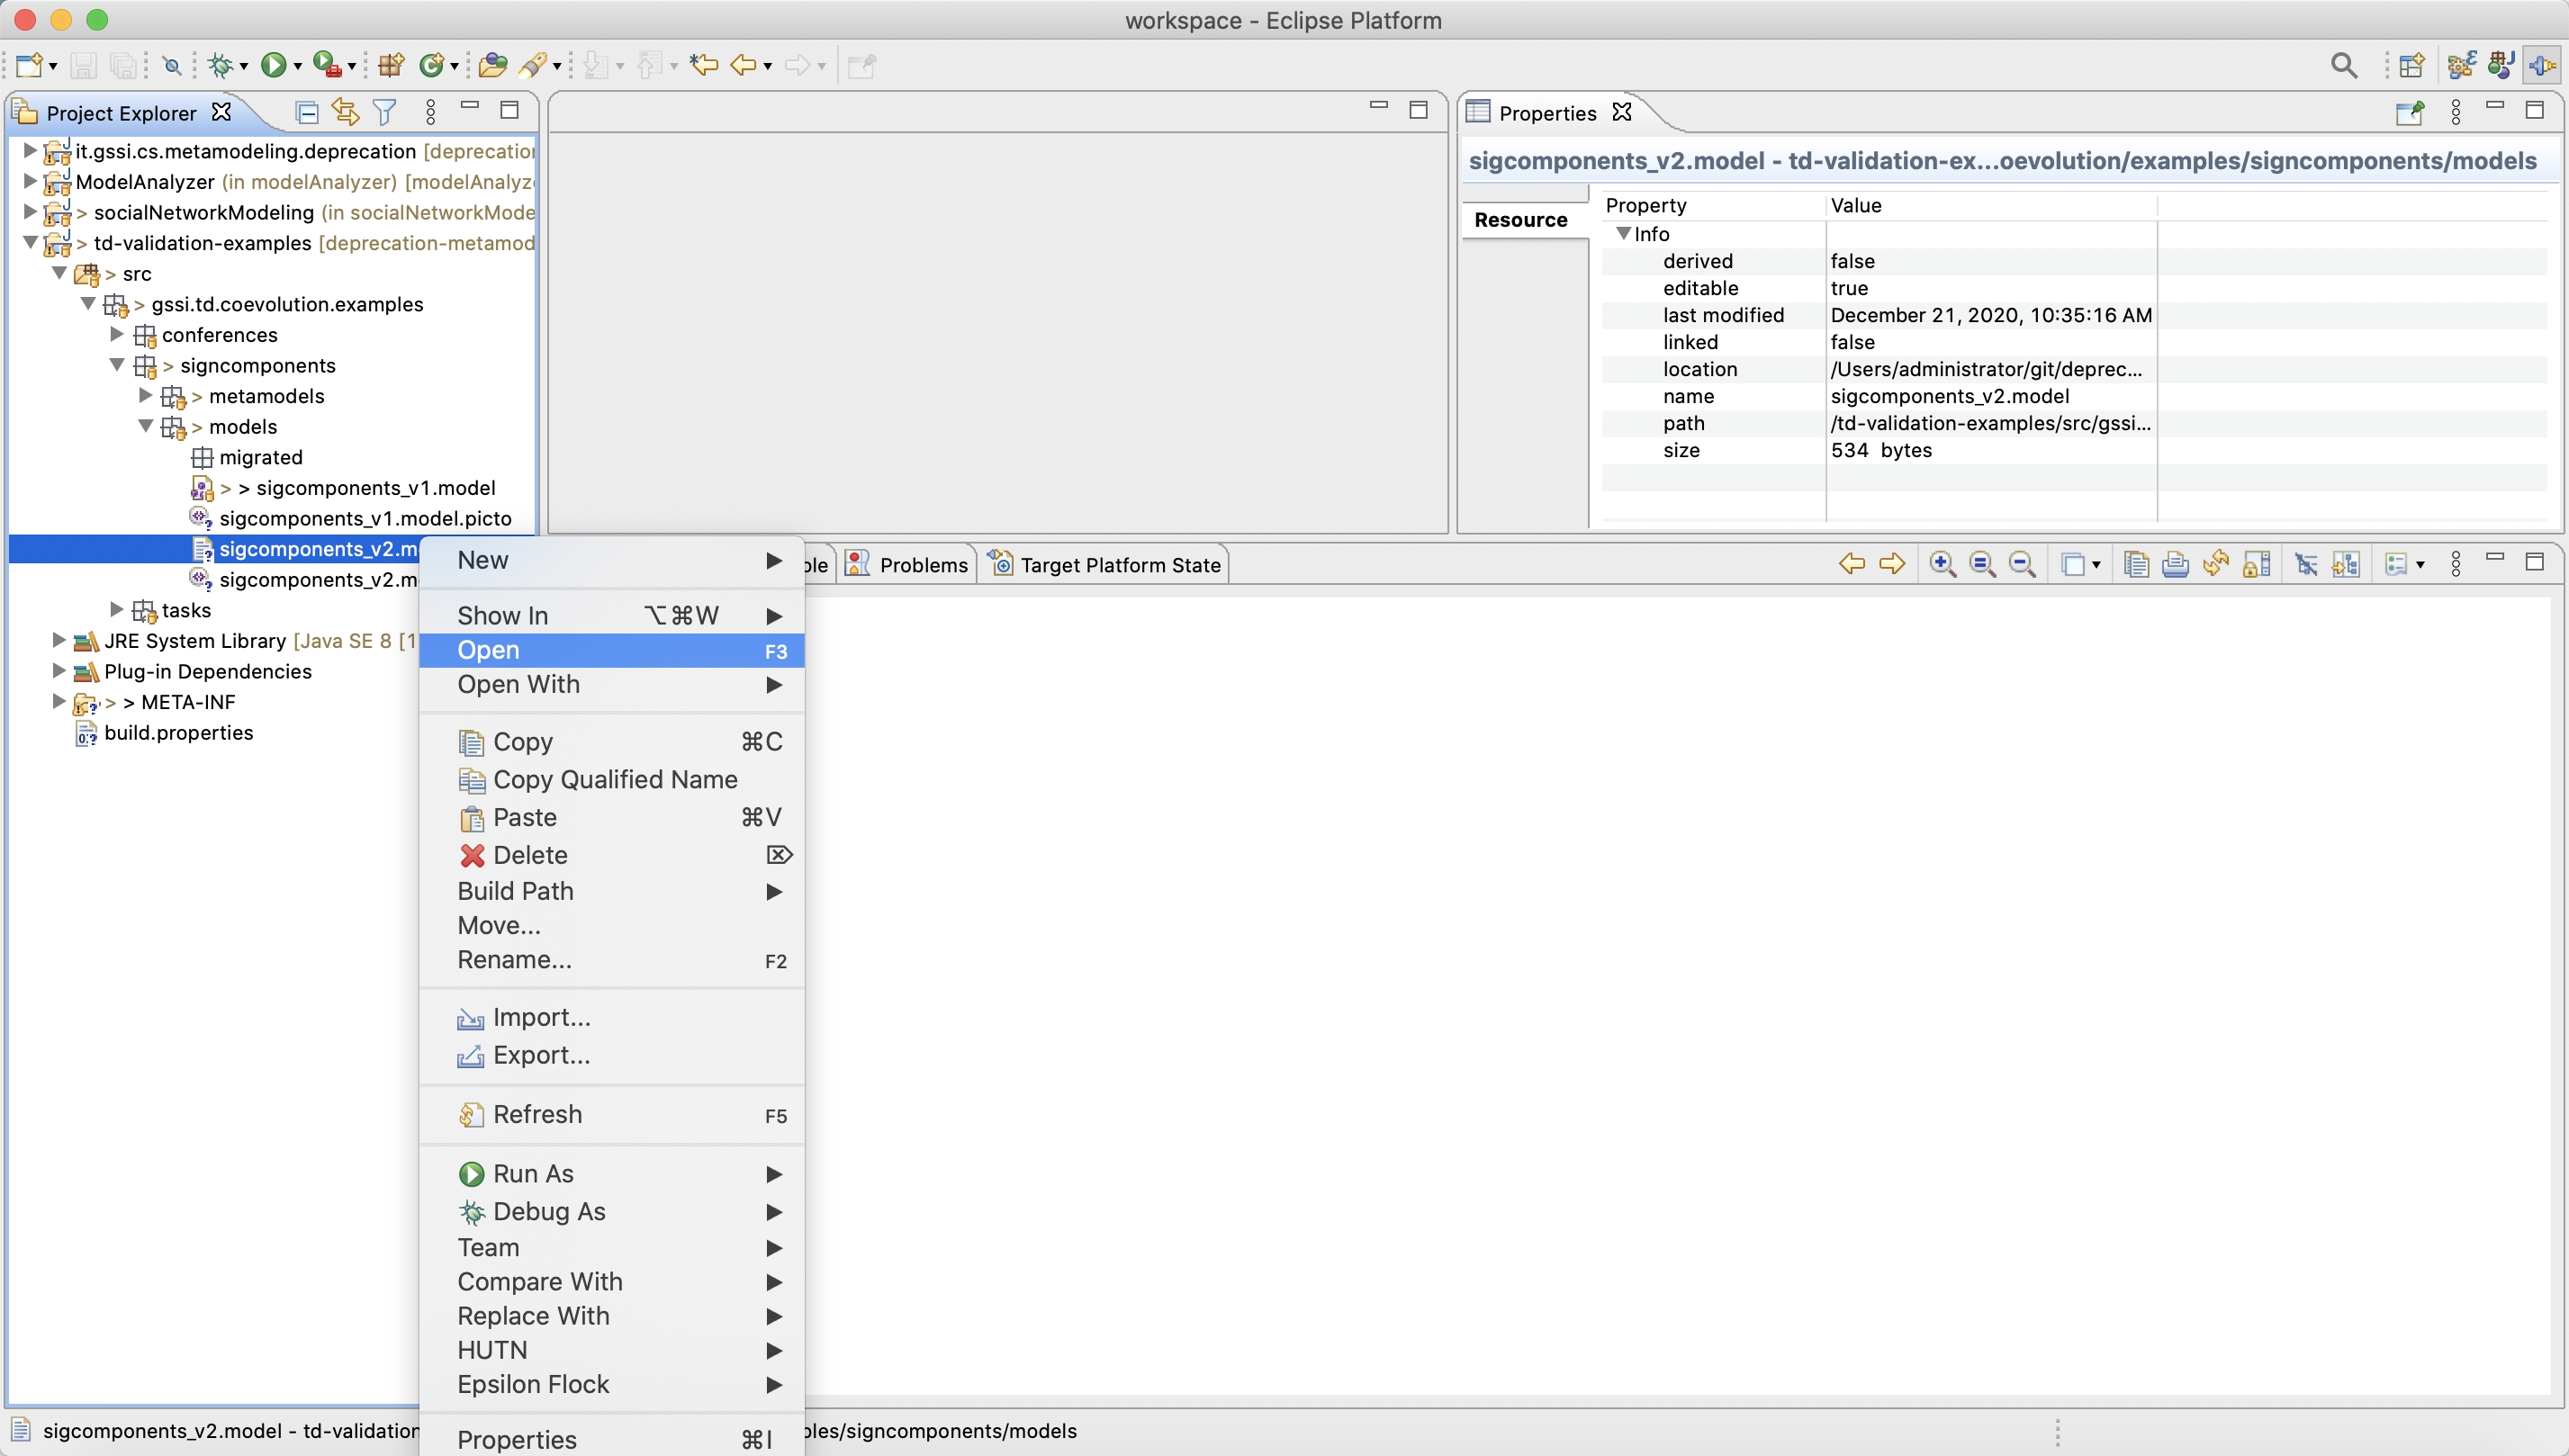 workspace - Eclipse Platform
Project Explorer
it.gssi.cs.metamodeling.deprecation [deprecation
ModelAnalyzer (in modelAnalyzer) [modelAnalyz
> socialNetworkModeling (in socialNetworkMode
> td-validation-examples [deprecation-metamod
> src
> gssi.td.coevolution.examples
conferences
> signcomponents
> metamodels
> models
migrated
> > sigcomponents_v1.model
sigcomponents_v1.model.picto
sigcomponents_v2.m
sigcomponents_v2.m
tasks
JRE System Library [Java SE 8 [1
Plug-in Dependencies
> > META-INF
build.properties
New
Show In ⌥⌘W
Open F3
Open With
Copy ⌘C
Copy Qualified Name
Paste ⌘V
Delete ⌦
Build Path
Move...
Rename... F2
Import...
Export...
Refresh F5
Run As
Debug As
Team
Compare With
Replace With
HUTN
Epsilon Flock
Properties ⌘I
Properties
sigcomponents_v2.model - td-validation-ex...oevolution/examples/signcomponents/models
Resource
Property Value
Info
derived false
editable true
last modified December 21, 2020, 10:35:16 AM
linked false
location /Users/administrator/git/deprec...
name sigcomponents_v2.model
path /td-validation-examples/src/gssi...
size 534 bytes
ole Problems Target Platform State
sigcomponents_v2.model - td-validation ples/signcomponents/models